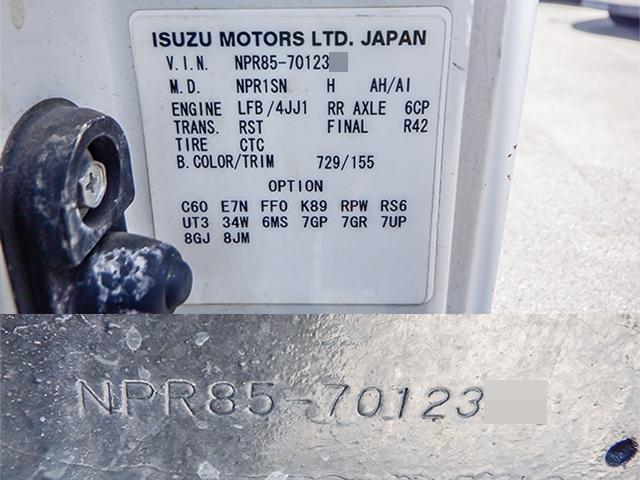 ISUZU MOTORS LTD. JAPAN
V.I.N. NPR85-70123
M.D. NPR1SN H AH/AI
ENGINE LFB/4JJ1 RR AXLE 6CP
TRANS. RST FINAL R42
TIRE CTC
B.COLOR/TRIM 729/155
OPTION
C60 E7N FF0 K89 RPW RS6
UT3 34W 6MS 7GP 7GR 7UP
8GJ 8JM
NPR85-70123